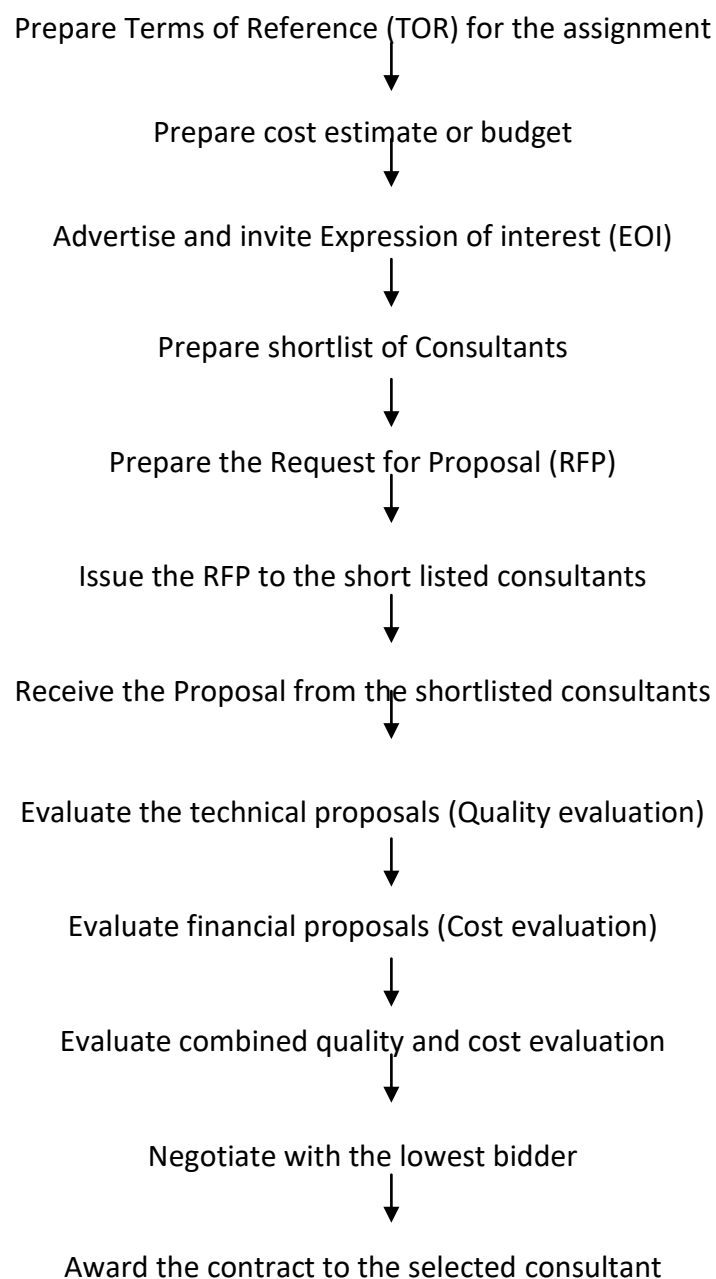 Prepare Terms of Reference (TOR) for the assignment
Prepare cost estimate or budget
Advertise and invite Expression of interest (EOI)
Prepare shortlist of Consultants
Prepare the Request for Proposal (RFP)
Issue the RFP to the short listed consultants
Receive the Proposal from the shortlisted consultants
Evaluate the technical proposals (Quality evaluation)
Evaluate financial proposals (Cost evaluation)
Evaluate combined quality and cost evaluation
Negotiate with the lowest bidder
Award the contract to the selected consultant